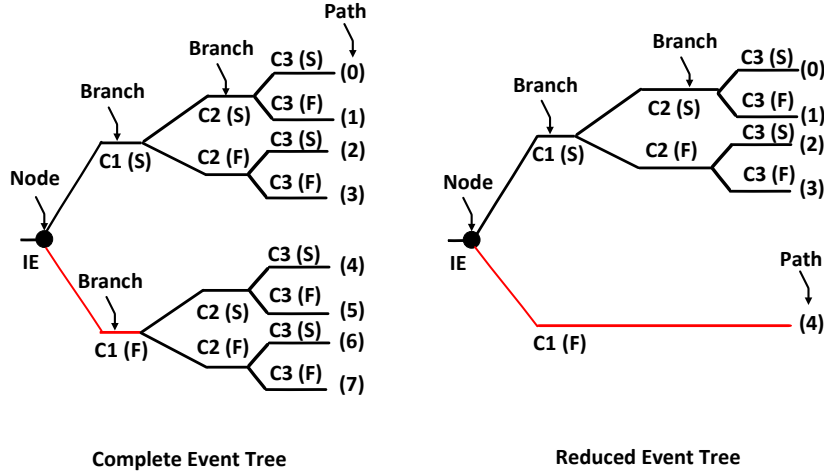 Path
Branch
C3 (S)
(0)
Branch
C2 (S)
C3 (F)
(1)
C1 (S)
C2 (F)
C3 (S)
(2)
C3 (F)
(3)
Node
IE
Branch
C3 (S)
(4)
C2 (S)
C3 (F)
(5)
C1 (F)
C2 (F)
C3 (S)
(6)
C3 (F)
(7)
Complete Event Tree
Branch
C3 (S)
(0)
Branch
C2 (S)
C3 (F)
(1)
C1 (S)
C2 (F)
C3 (S)
(2)
C3 (F)
(3)
Node
IE
Path
(4)
C1 (F)
Reduced Event Tree